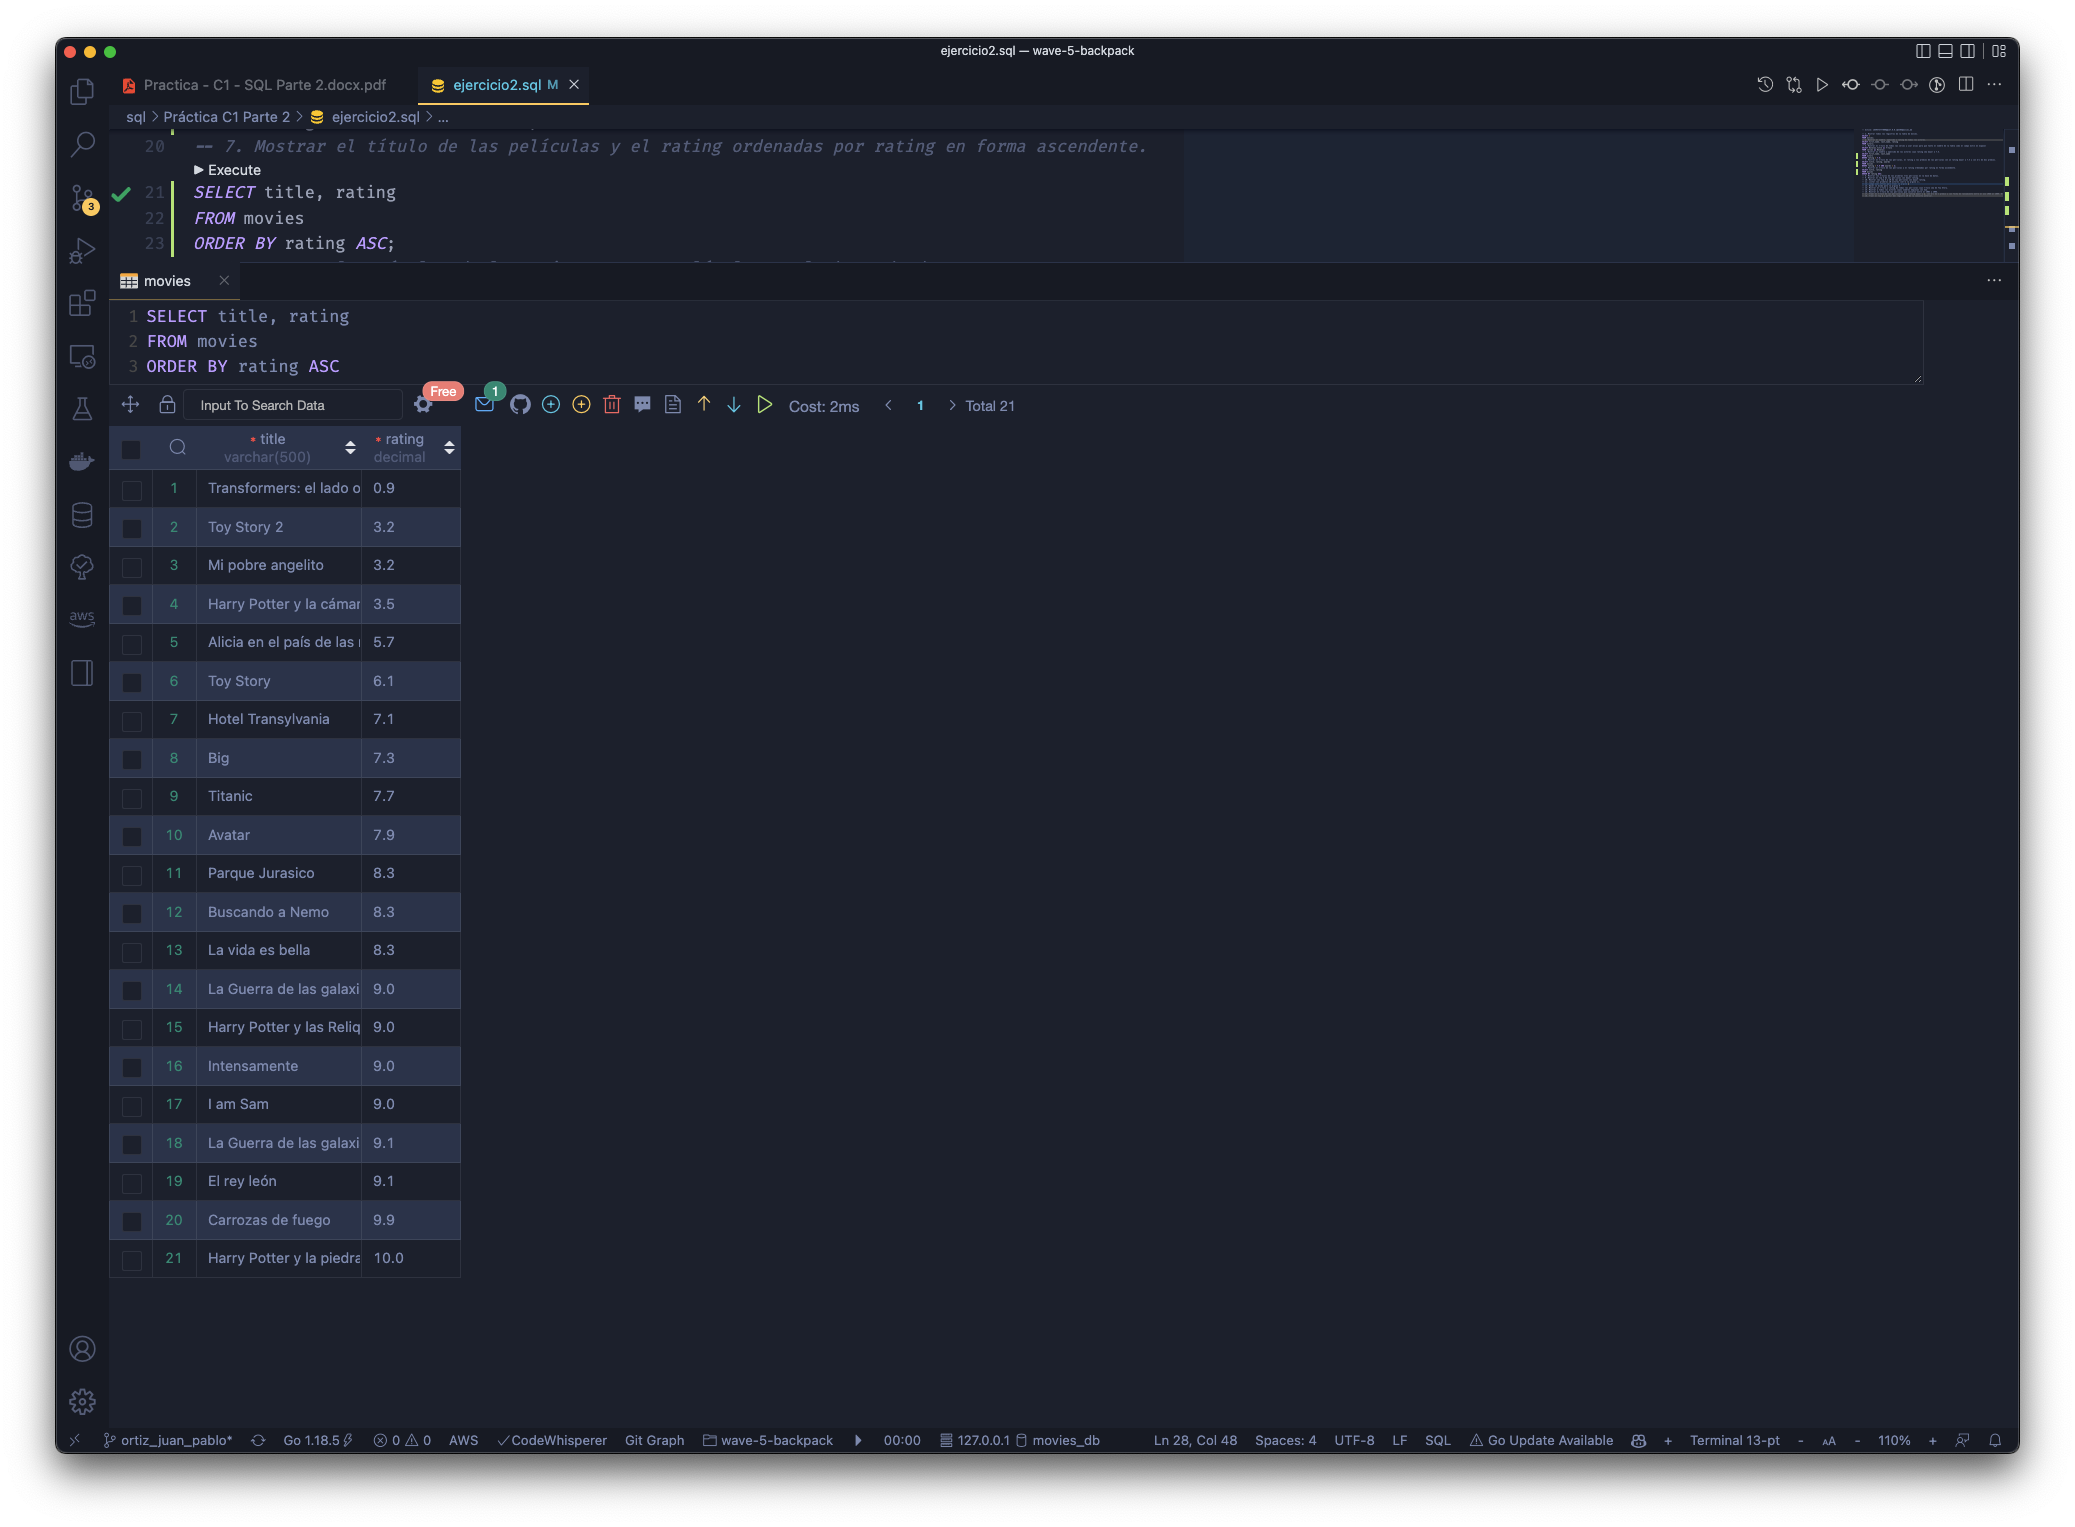 ejercicio2.sql — wave-5-backpack
Practica - C1 - SQL Parte 2.docx.pdf
ejercicio2.sql M
sql > Práctica C1 Parte 2 > ejercicio2.sql > ...
20 -- 7. Mostrar el título de las películas y el rating ordenadas por rating en forma ascendente.
Execute
21 SELECT title, rating
22 FROM movies
23 ORDER BY rating ASC;
3
movies
1 SELECT title, rating
2 FROM movies
3 ORDER BY rating ASC
Input To Search Data
Free
1
Cost: 2ms < 1 > Total 21
* title * rating
varchar(500) decimal
1 Transformers: el lado o 0.9
2 Toy Story 2 3.2
3 Mi pobre angelito 3.2
4 Harry Potter y la cámar 3.5
5 Alicia en el país de las 5.7
6 Toy Story 6.1
7 Hotel Transylvania 7.1
8 Big 7.3
9 Titanic 7.7
10 Avatar 7.9
11 Parque Jurasico 8.3
12 Buscando a Nemo 8.3
13 La vida es bella 8.3
14 La Guerra de las galaxi 9.0
15 Harry Potter y las Reliq 9.0
16 Intensamente 9.0
17 I am Sam 9.0
18 La Guerra de las galaxi 9.1
19 El rey león 9.1
20 Carrozas de fuego 9.9
21 Harry Potter y la piedra 10.0
aws
ortiz_juan_pablo* Go 1.18.5 0 0 AWS CodeWhisperer Git Graph wave-5-backpack 00:00 127.0.0.1 movies_db Ln 28, Col 48 Spaces: 4 UTF-8 LF SQL Go Update Available + Terminal 13-pt - AA - 110% +